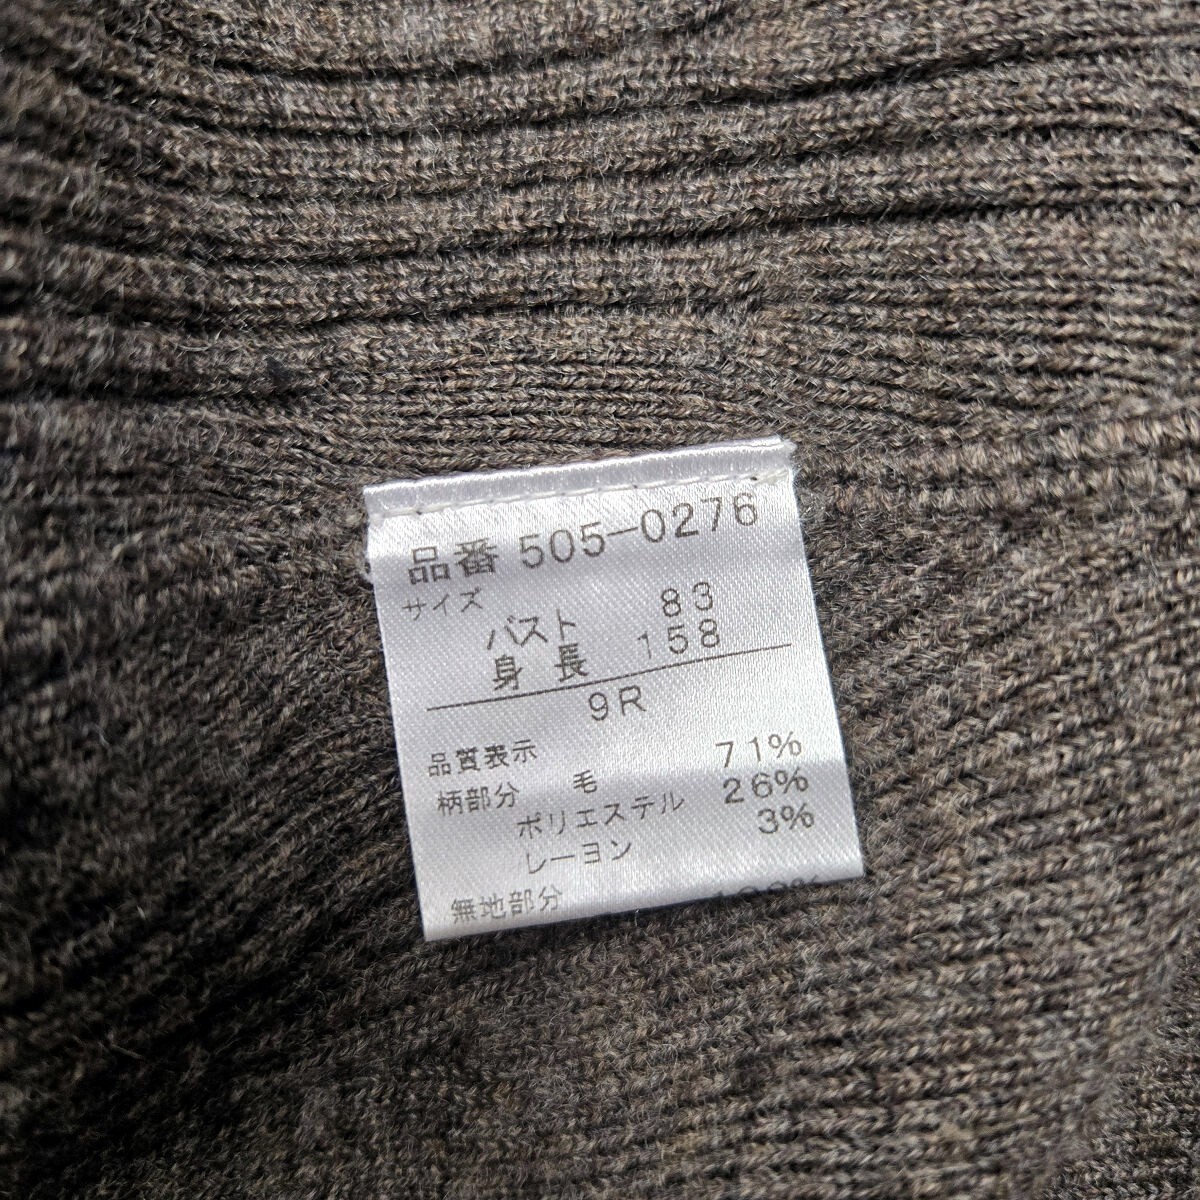 品番 505-0276
サイズ
バスト 83
身長 158
9R
品質表示
柄部分 毛 71%
ポリエステル 26%
レーヨン 3%
無地部分 100%